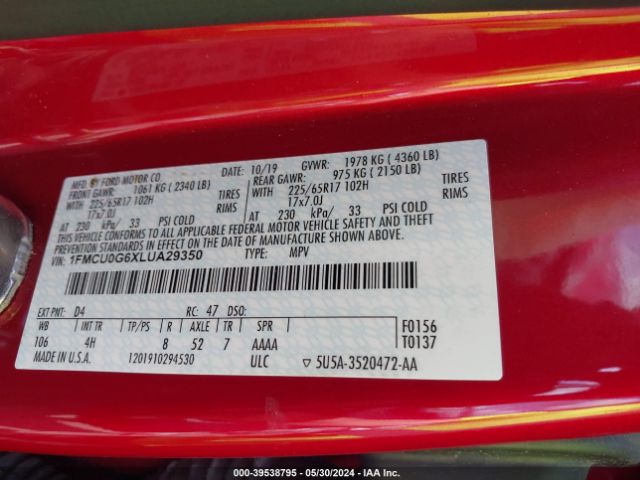 MFD. BY FORD MOTOR CO. DATE: 10/19 GVWR: 1978 KG ( 4360 LB)
FRONT GAWR: 1061 KG ( 2340 LB) REAR GAWR: 975 KG ( 2150 LB)
WITH 225/65R17 102H TIRES WITH 225/65R17 102H TIRES
17x7.0J RIMS 17x7.0J RIMS
AT 230 kPa/ 33 PSI COLD AT 230 kPa/ 33 PSI COLD
THIS VEHICLE CONFORMS TO ALL APPLICABLE FEDERAL MOTOR VEHICLE SAFETY AND THEFT
PREVENTION STANDARDS IN EFFECT ON THE DATE OF MANUFACTURE SHOWN ABOVE.
VIN: 1FMCU0G6XLUA29350 TYPE: MPV
EXT PNT: D4 RC: 47 DSO:
WB INT TR TP/PS R AXLE TR SPR F0156
106 4H 8 52 7 AAAA T0137
MADE IN U.S.A. 1201910294530 ULC ▽ 5U5A-3520472-AA
000-39538795 - 05/30/2024 - IAA Inc.